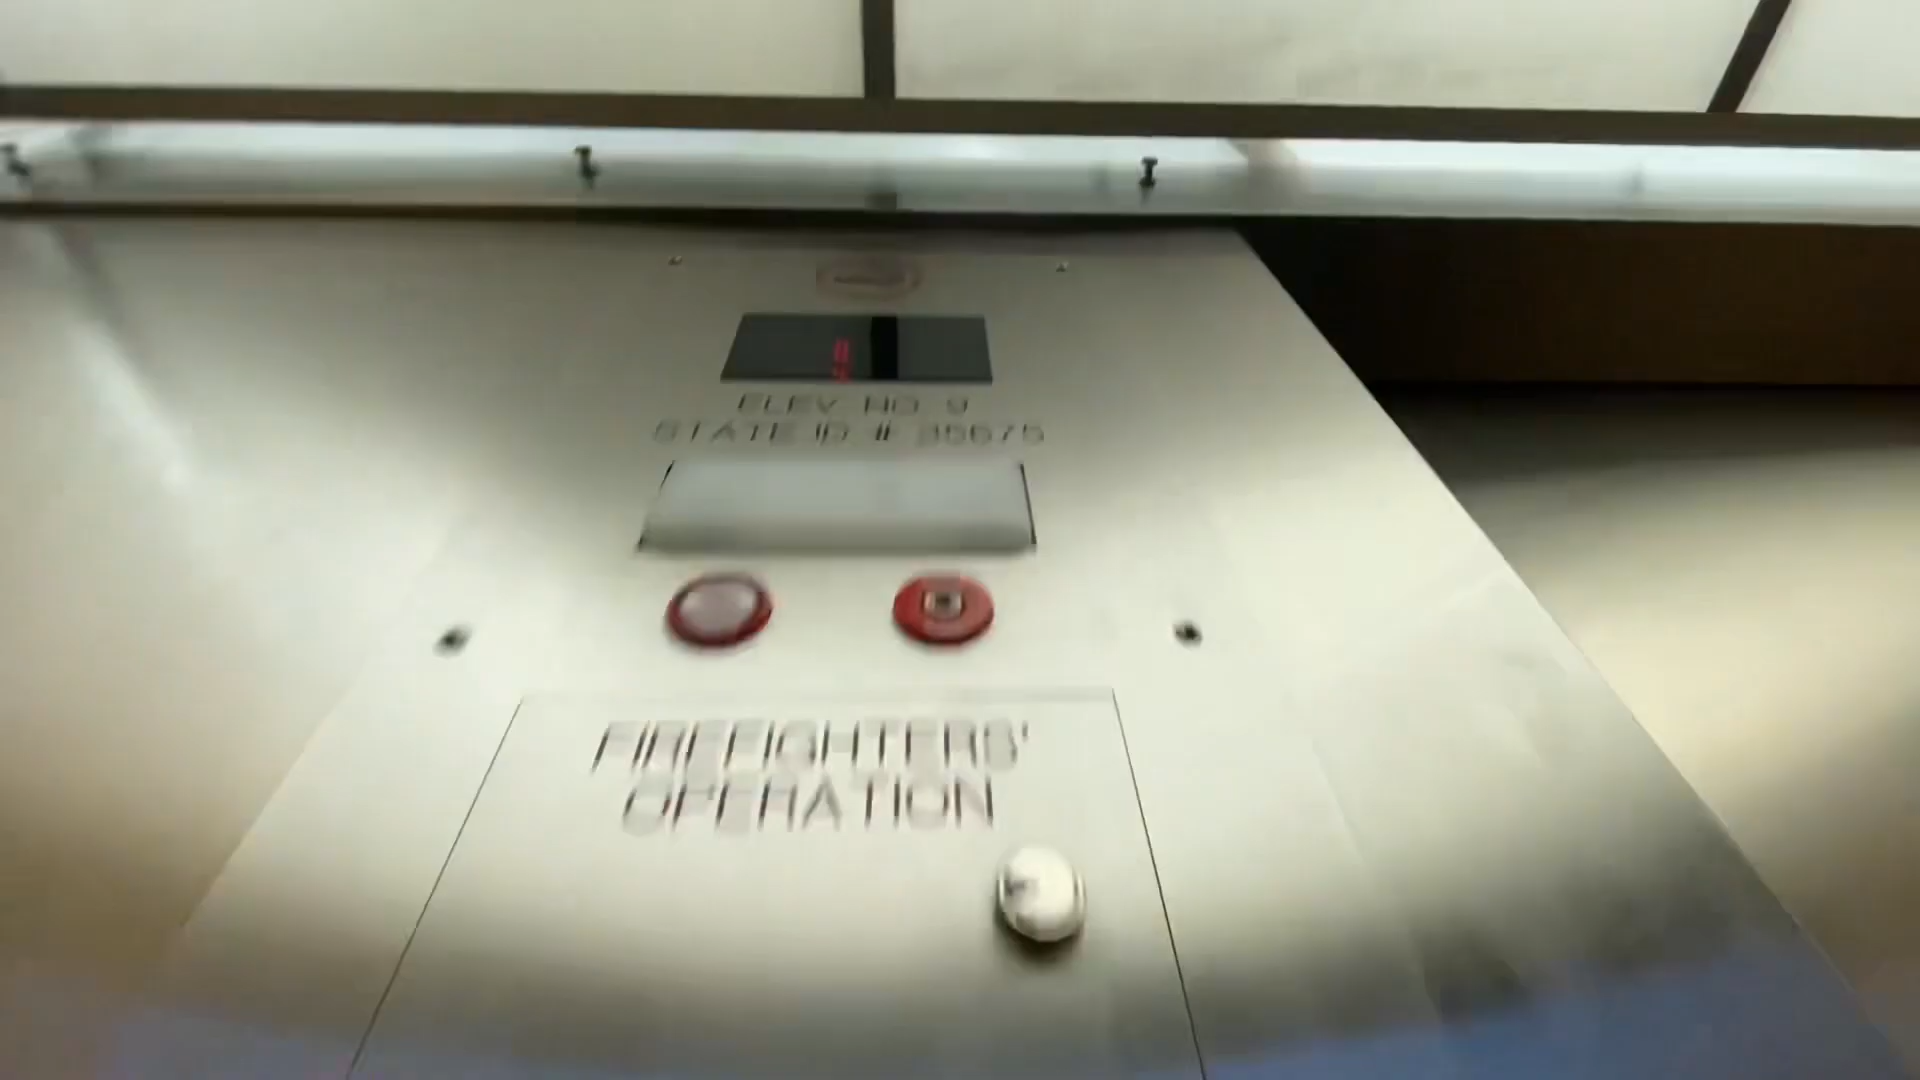 ELEV NO 9
STATE ID # 35675
FIREFIGHTERS'
OPERATION